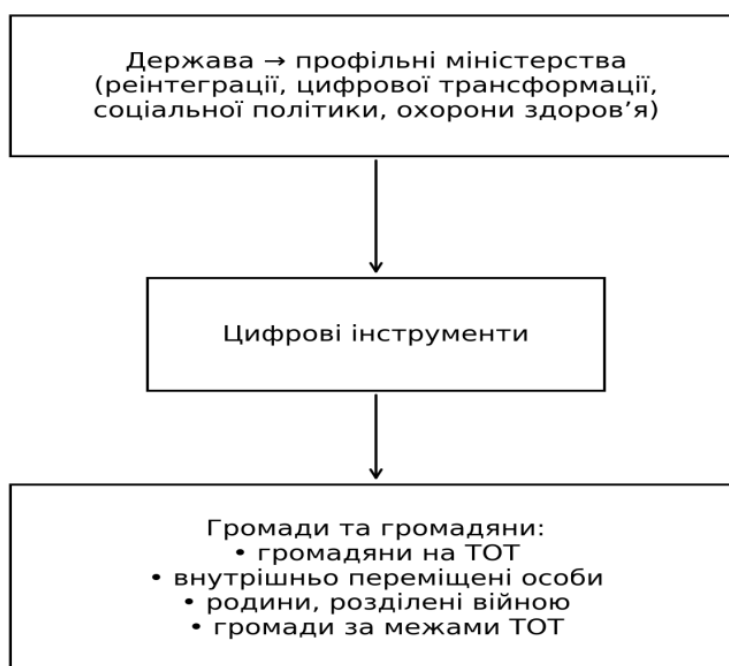 Держава → профільні міністерства
(реінтеграції, цифрової трансформації,
соціальної політики, охорони здоров’я)
Цифрові інструменти
Громади та громадяни:
• громадяни на ТОТ
• внутрішньо переміщені особи
• родини, розділені війною
• громади за межами ТОТ